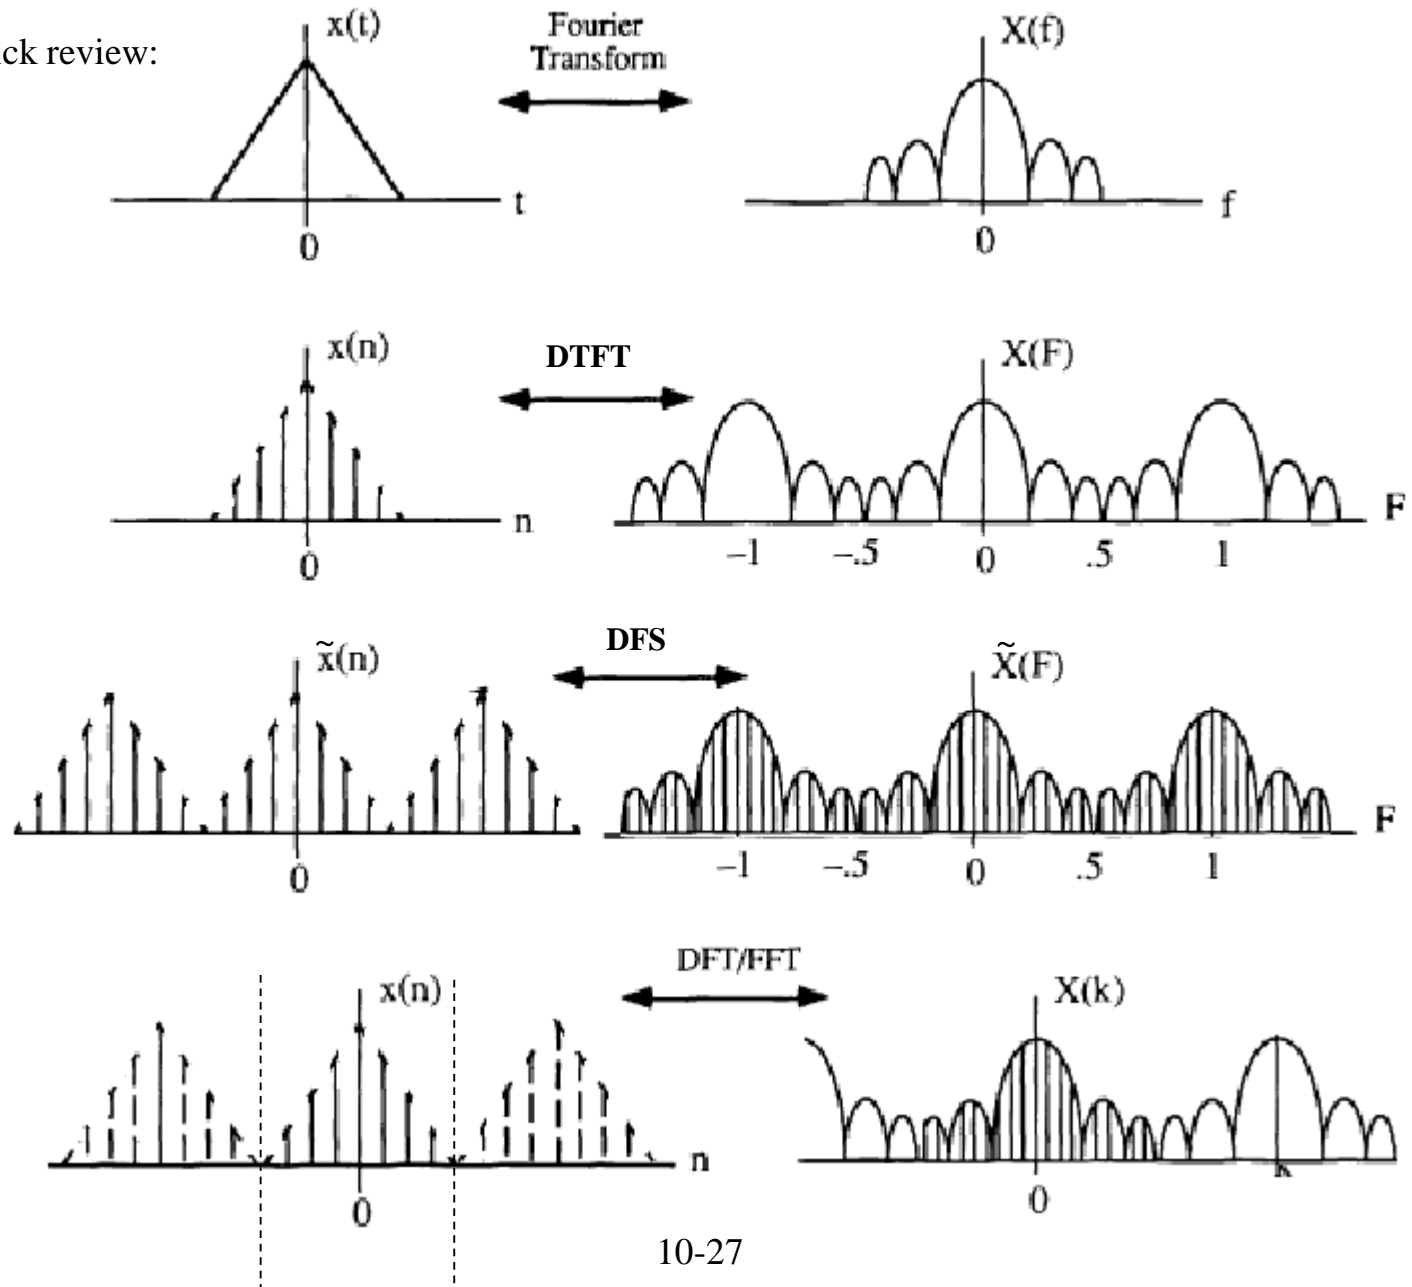 ick review:
x(t)
Fourier
Transform
X(f)
t
f
0
0
x(n)
DTFT
X(F)
n
F
0
–1
–.5
0
.5
1
x̃(n)
DFS
X̃(F)
F
0
–1
–.5
0
.5
1
x(n)
DFT/FFT
X(k)
n
0
0
10-27